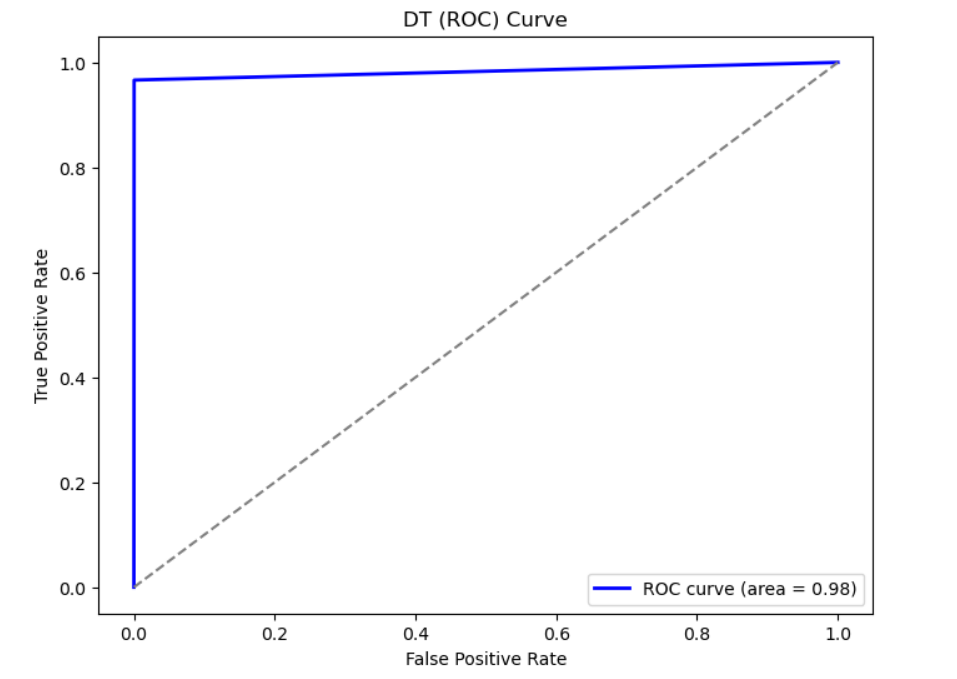 DT (ROC) Curve
True Positive Rate
1.0
0.8
0.6
0.4
0.2
0.0
ROC curve (area = 0.98)
0.0 0.2 0.4 0.6 0.8 1.0
False Positive Rate